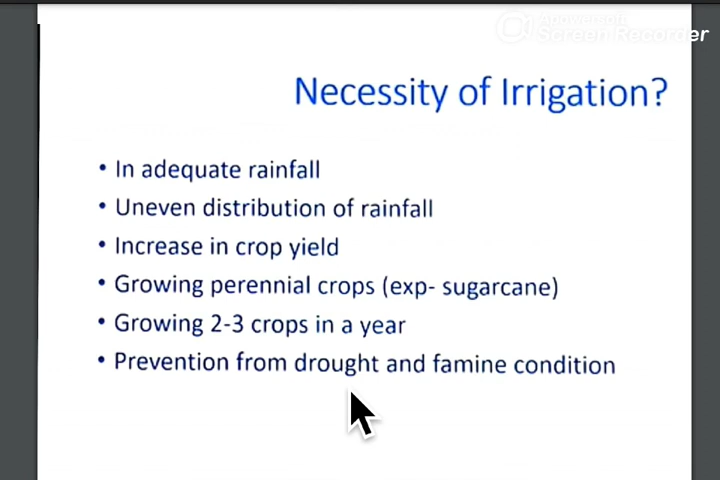 Apowersoft
Screen Recorder
Necessity of Irrigation?
• In adequate rainfall
• Uneven distribution of rainfall
• Increase in crop yield
• Growing perennial crops (exp- sugarcane)
• Growing 2-3 crops in a year
• Prevention from drought and famine condition